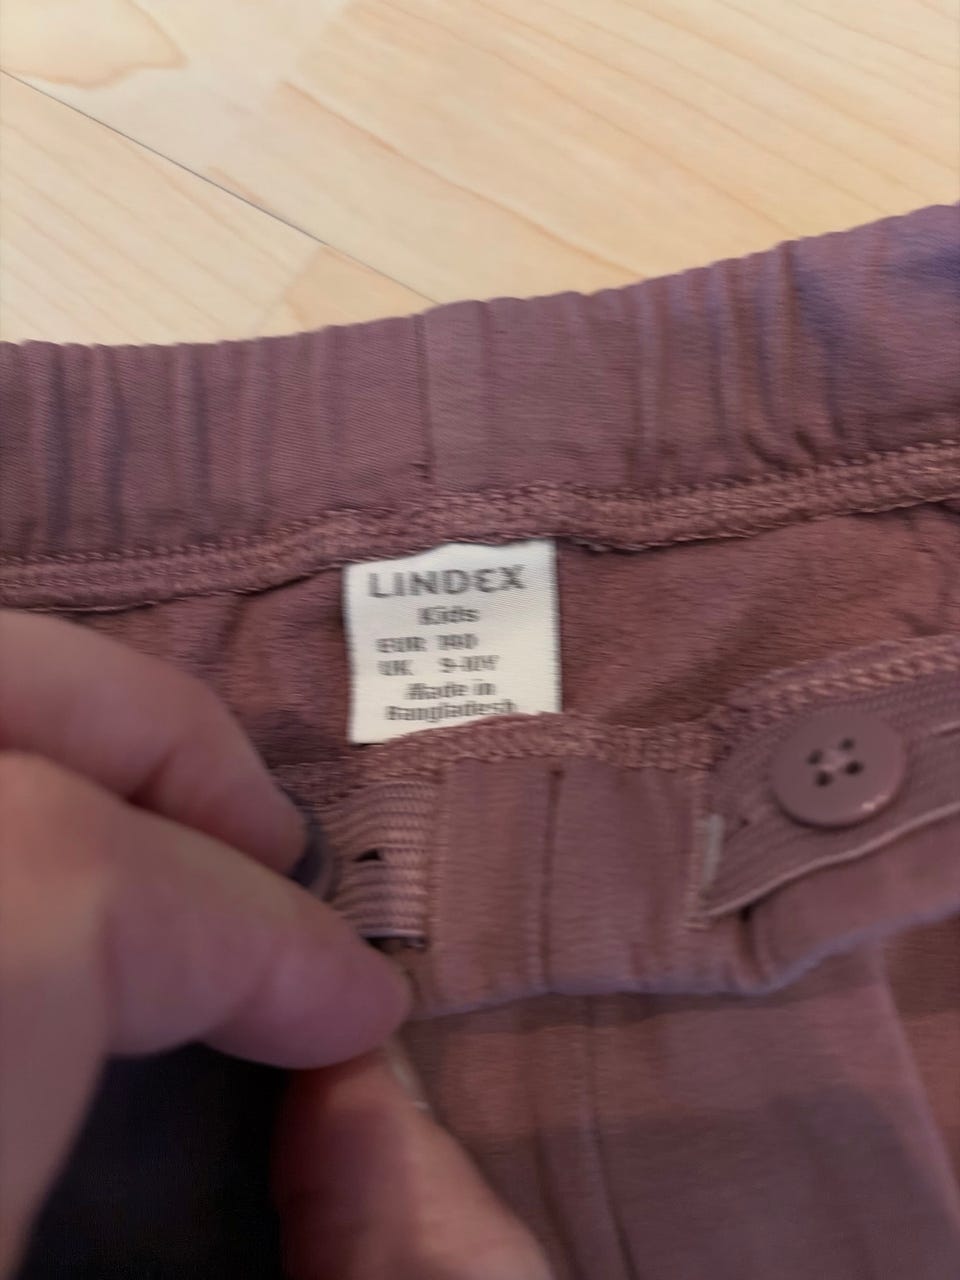 LINDEX
Kids
EUR 140
UK 9-10Y
Made in
Bangladesh